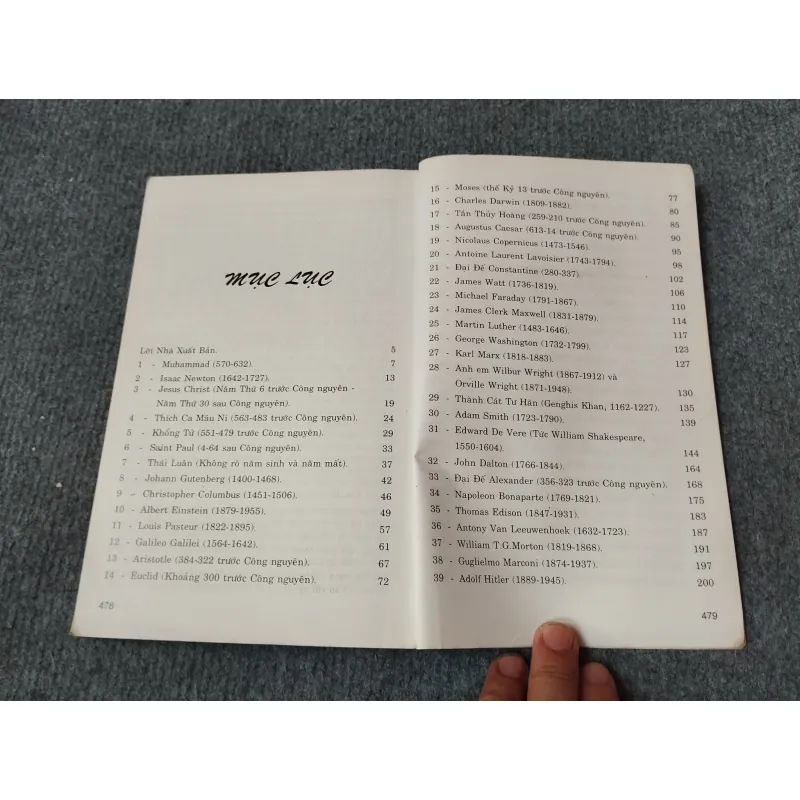 MỤC LỤC
Lời Nhà Xuất Bản. 5
1 - Muhammad (570-632). 7
2 - Isaac Newton (1642-1727). 13
3 - Jesus Christ (Năm Thứ 6 trước Công nguyên -
Năm Thứ 30 sau Công nguyên). 19
4 - Thích Ca Mâu Ni (563-483 trước Công nguyên). 24
5 - Khổng Tử (551-479 trước Công nguyên). 29
6 - Saint Paul (4-64 sau Công nguyên). 33
7 - Thái Luân (Không rõ năm sinh và năm mất). 37
8 - Johann Gutenberg (1400-1468). 42
9 - Christopher Columbus (1451-1506). 46
10 - Albert Einstein (1879-1955). 49
11 - Louis Pasteur (1822-1895). 57
12 - Galileo Galilei (1564-1642). 61
13 - Aristotle (384-322 trước Công nguyên). 67
14 - Euclid (Khoảng 300 trước Công nguyên). 72
478
15 - Moses (thế Kỷ 13 trước Công nguyên). 77
16 - Charles Darwin (1809-1882). 80
17 - Tần Thủy Hoàng (259-210 trước Công nguyên). 85
18 - Augustus Caesar (613-14 trước Công nguyên). 90
19 - Nicolaus Copernicus (1473-1546). 95
20 - Antoine Laurent Lavoisier (1743-1794). 98
21 - Đại Đế Constantine (280-337). 102
22 - James Watt (1736-1819). 106
23 - Michael Faraday (1791-1867). 110
24 - James Clerk Maxwell (1831-1879). 114
25 - Martin Luther (1483-1646). 117
26 - George Washington (1732-1799). 123
27 - Karl Marx (1818-1883). 127
28 - Anh em Wilbur Wright (1867-1912) và
Orville Wright (1871-1948). 130
29 - Thành Cát Tư Hãn (Genghis Khan, 1162-1227). 135
30 - Adam Smith (1723-1790). 139
31 - Edward De Vere (Tức William Shakespeare,
1550-1604). 144
32 - John Dalton (1766-1844). 164
33 - Đại Đế Alexander (356-323 trước Công nguyên). 168
34 - Napoleon Bonaparte (1769-1821). 175
35 - Thomas Edison (1847-1931). 183
36 - Antony Van Leeuwenhoek (1632-1723). 187
37 - William T.G.Morton (1819-1868). 191
38 - Guglielmo Marconi (1874-1937). 197
39 - Adolf Hitler (1889-1945). 200
479